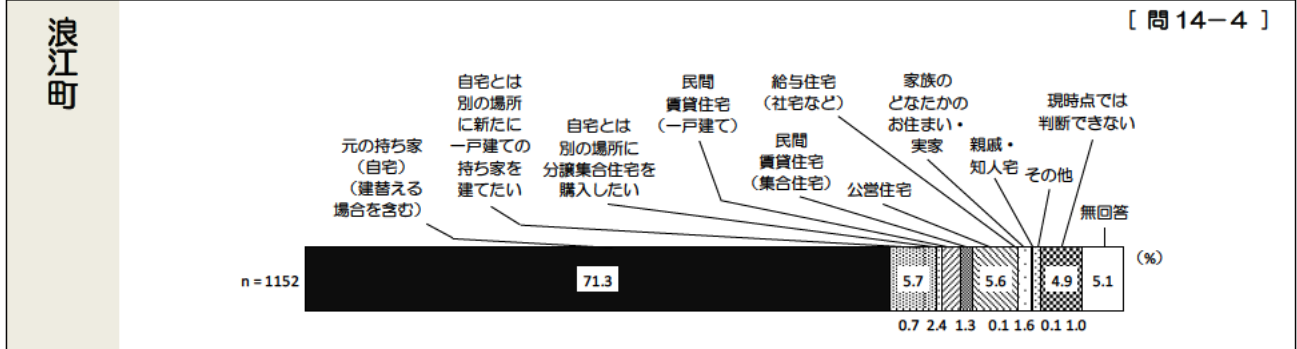 浪江町
[ 問14－4 ]
元の持ち家
（自宅）
（建替える
場合を含む）
自宅とは
別の場所
に新たに
一戸建ての
持ち家を
建てたい
自宅とは
別の場所に
分譲集合住宅を
購入したい
民間
賃貸住宅
（一戸建て）
民間
賃貸住宅
（集合住宅）
公営住宅
給与住宅
（社宅など）
家族の
どなたかの
お住まい・
実家
親戚・
知人宅
その他
現時点では
判断できない
無回答
(%)
n = 1152
71.3
5.7
5.6
4.9
5.1
0.7 2.4 1.3 0.1 1.6 0.1 1.0